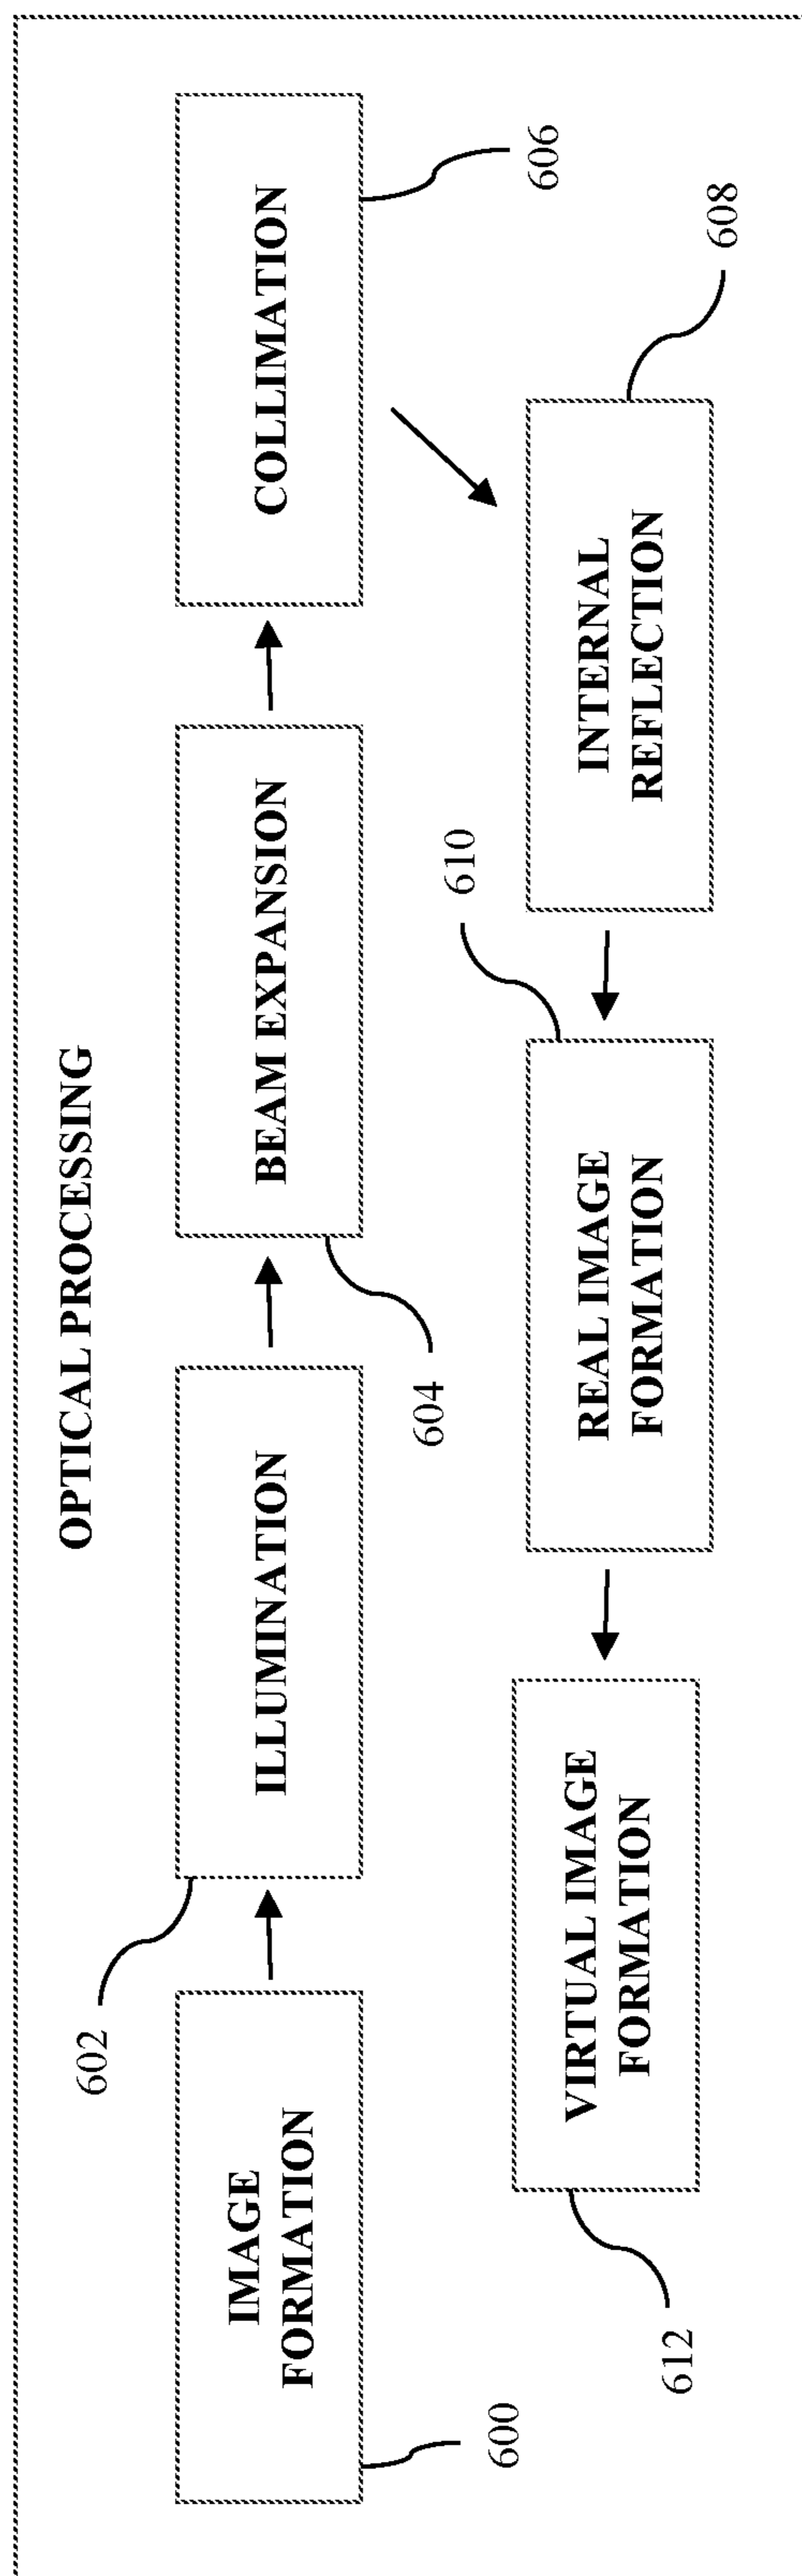 OPTICAL PROCESSING
IMAGE
FORMATION
600
ILLUMINATION
602
BEAM EXPANSION
604
COLLIMATION
606
INTERNAL
REFLECTION
608
REAL IMAGE
FORMATION
610
VIRTUAL IMAGE
FORMATION
612